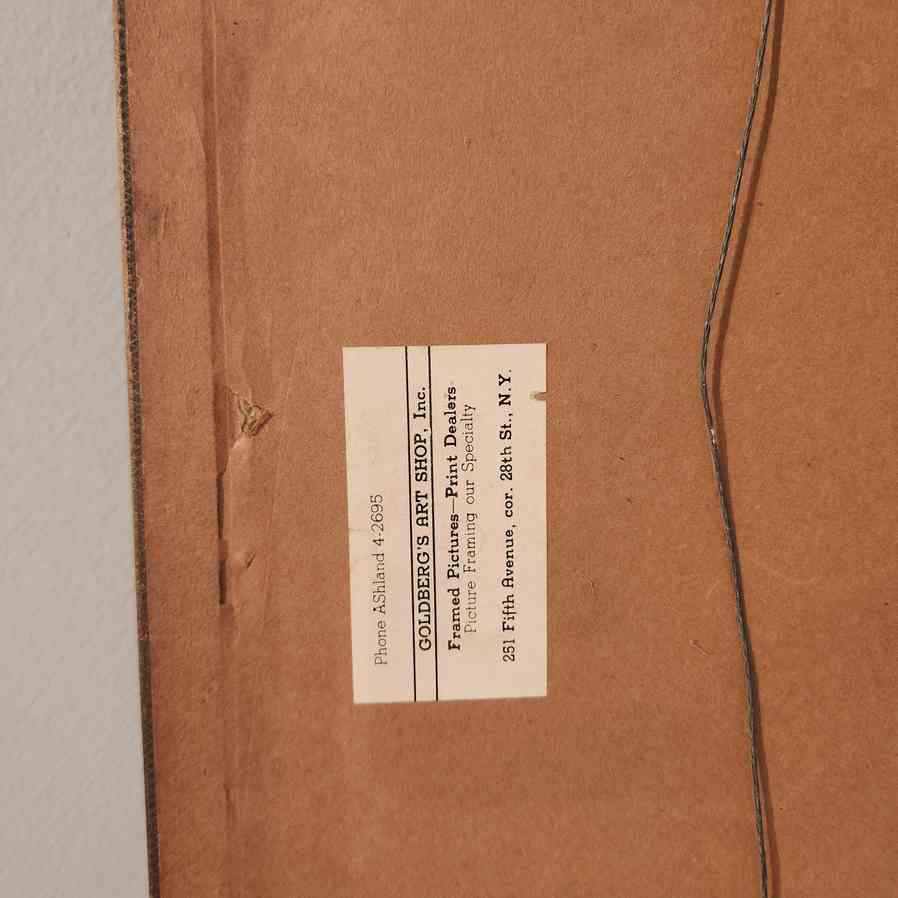 Phone AShland 4-2695
GOLDBERG'S ART SHOP, Inc.
Framed Pictures—Print Dealers
Picture Framing our Specialty
251 Fifth Avenue, cor. 28th St., N.Y.